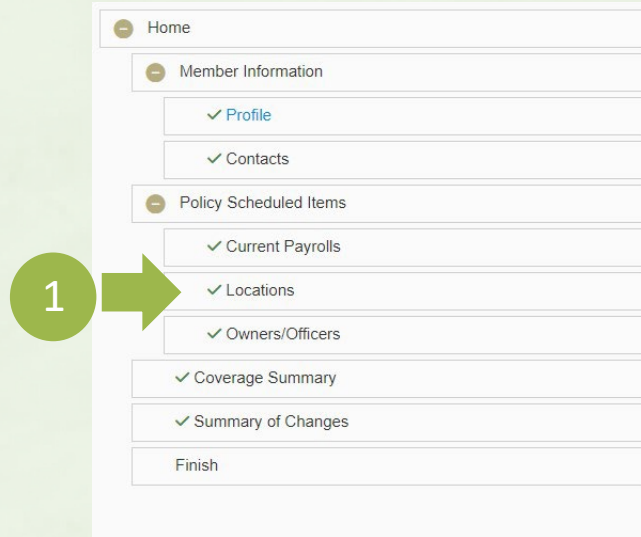 Home
Member Information
Profile
Contacts
Policy Scheduled Items
Current Payrolls
1
Locations
Owners/Officers
Coverage Summary
Summary of Changes
Finish